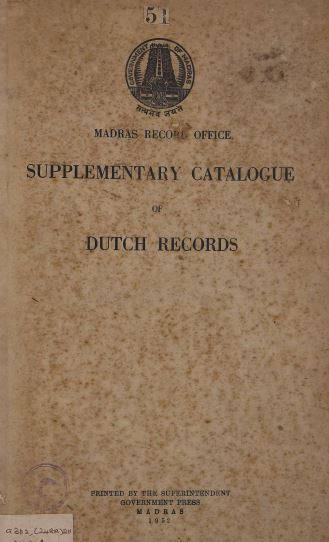 51
GOVERNMENT OF MADRAS
सत्यमेव जयते
MADRAS RECORD OFFICE
SUPPLEMENTARY CATALOGUE
OF
DUTCH RECORDS
PRINTED BY THE SUPERINTENDENT
GOVERNMENT PRESS
MADRAS
1952